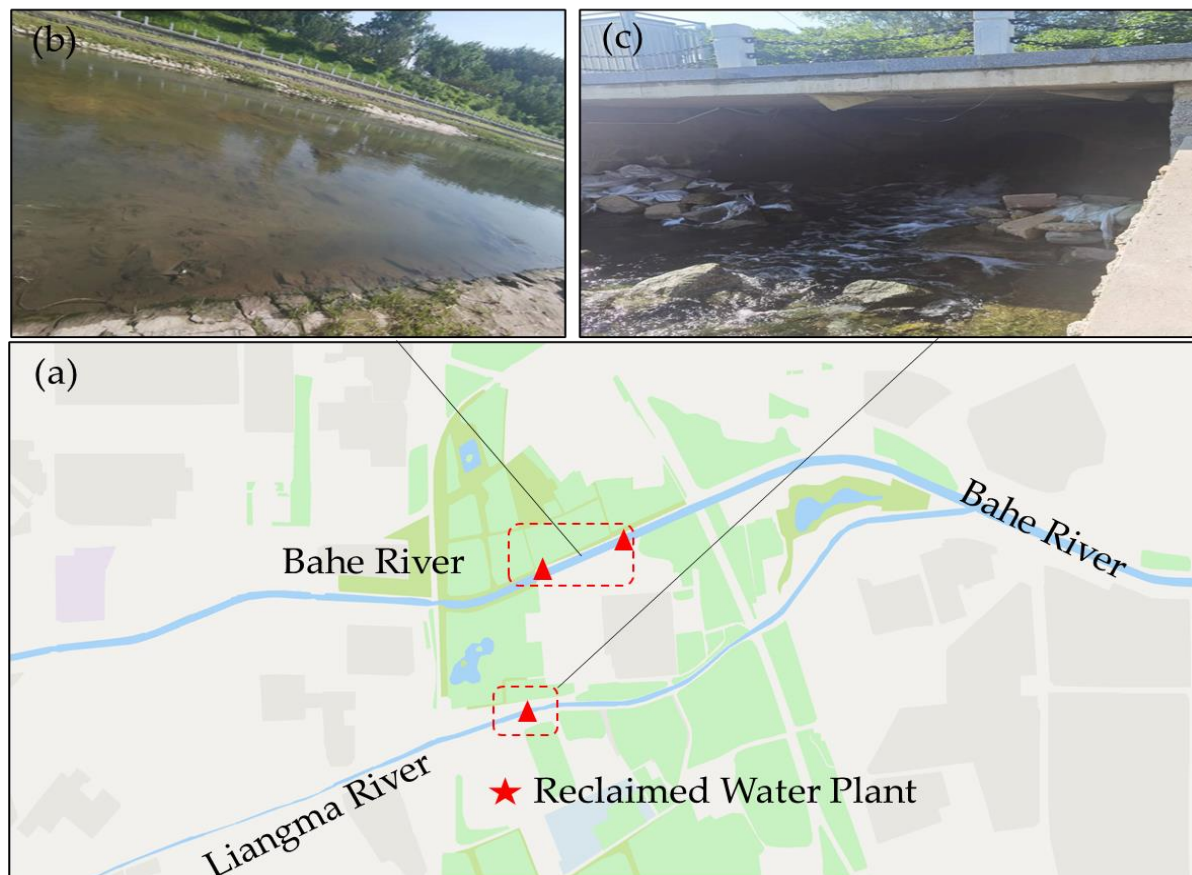 (b)
(c)
(a)
Bahe River
Bahe River
Liangma River
Reclaimed Water Plant